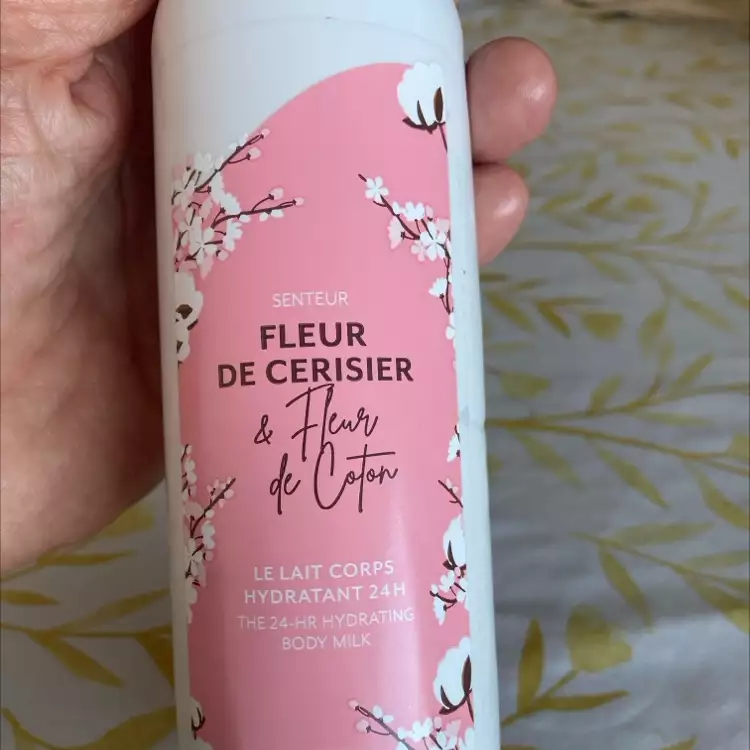 SENTEUR
FLEUR
DE CERISIER
& Fleur
de Coton
LE LAIT CORPS
HYDRATANT 24H
THE 24-HR HYDRATING
BODY MILK